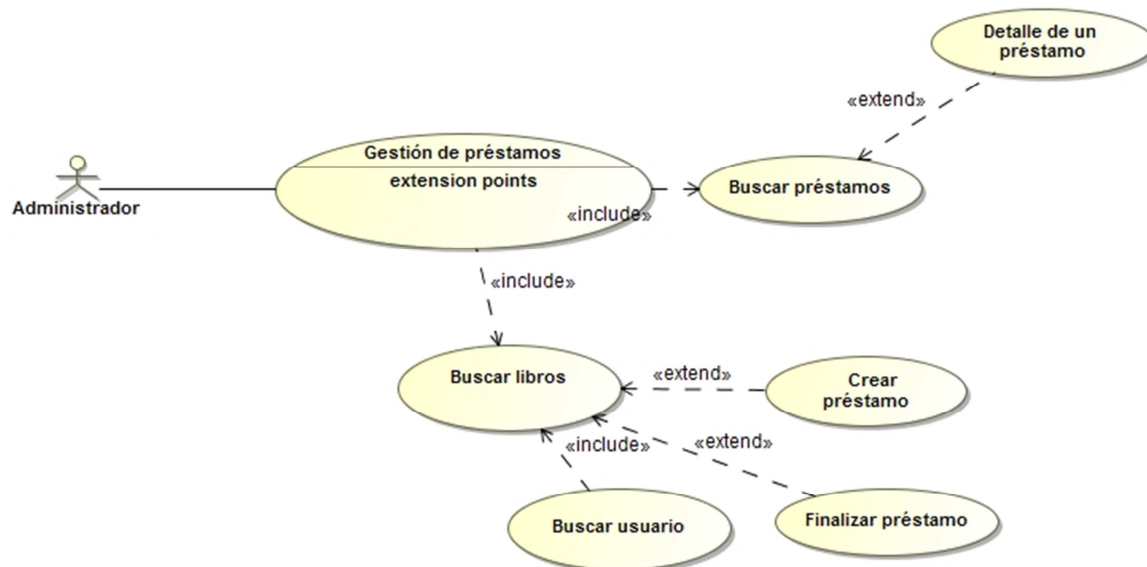 Detalle de un
préstamo
«extend»
Gestión de préstamos
extension points
Administrador
Buscar préstamos
«include»
«include»
Buscar libros
«extend»
Crear
préstamo
«include»
«extend»
Buscar usuario
Finalizar préstamo